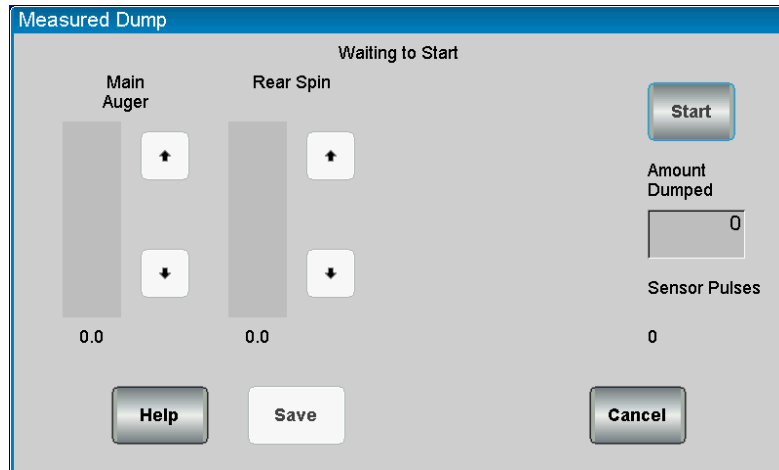 Measured Dump
Waiting to Start
Main
Auger
Rear Spin
Start
Amount
Dumped
0
Sensor Pulses
0.0
0.0
0
Help
Save
Cancel